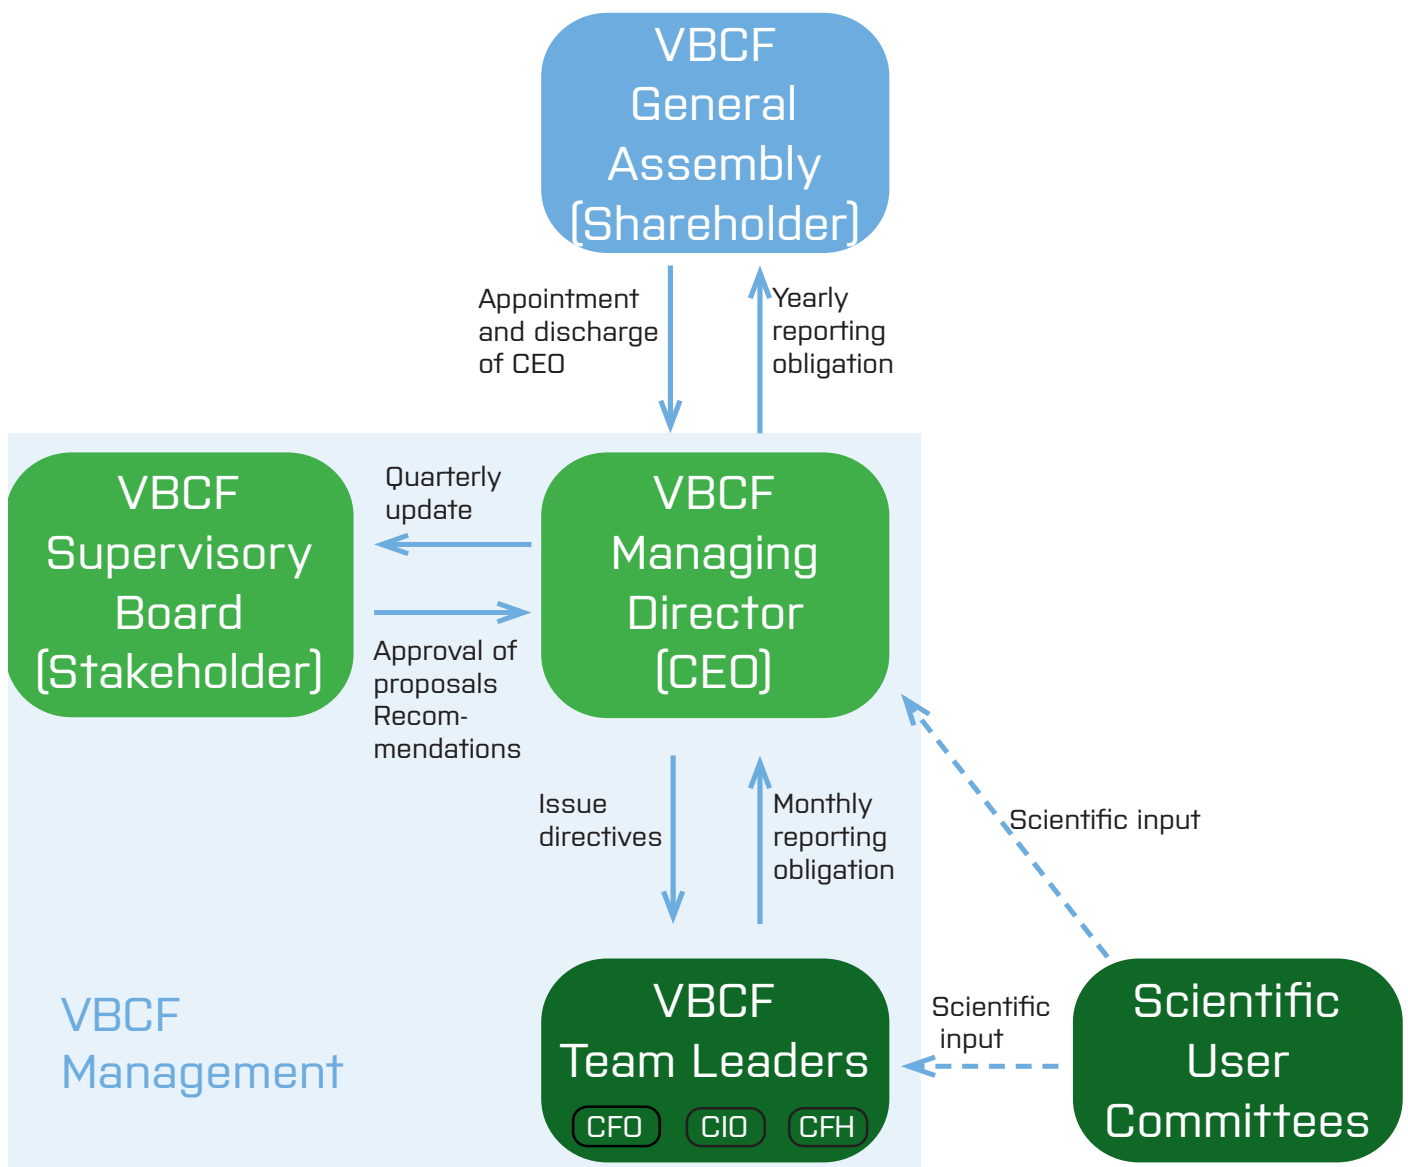 VBCF
General
Assembly
(Shareholder)
Appointment
and discharge
of CEO
Yearly
reporting
obligation
VBCF
Supervisory
Board
(Stakeholder)
Quarterly
update
Approval of
proposals
Recom-
mendations
VBCF
Managing
Director
(CEO)
Issue
directives
Monthly
reporting
obligation
Scientific input
VBCF
Management
VBCF
Team Leaders
CFO CIO CFH
Scientific
input
Scientific
User
Committees